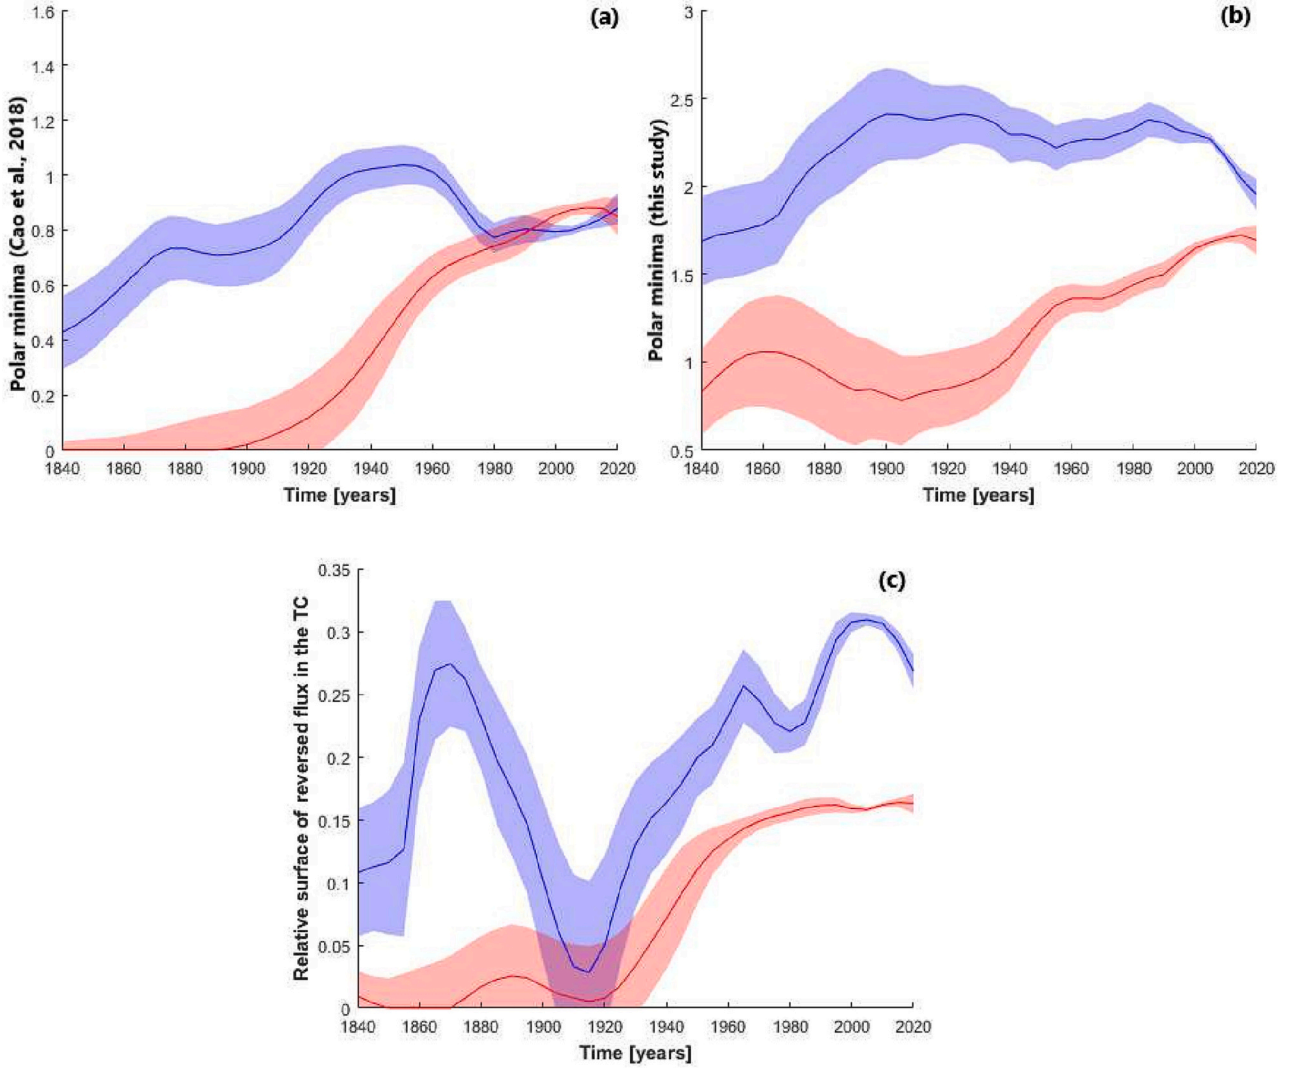 (a)
Polar minima (Cao et al., 2018)
1.6
1.4
1.2
1
0.8
0.6
0.4
0.2
0
1840 1860 1880 1900 1920 1940 1960 1980 2000 2020
Time [years]
(b)
Polar minima (this study)
3
2.5
2
1.5
1
0.5
1840 1860 1880 1900 1920 1940 1960 1980 2000 2020
Time [years]
(c)
Relative surface of reversed flux in the TC
0.35
0.3
0.25
0.2
0.15
0.1
0.05
0
1840 1860 1880 1900 1920 1940 1960 1980 2000 2020
Time [years]